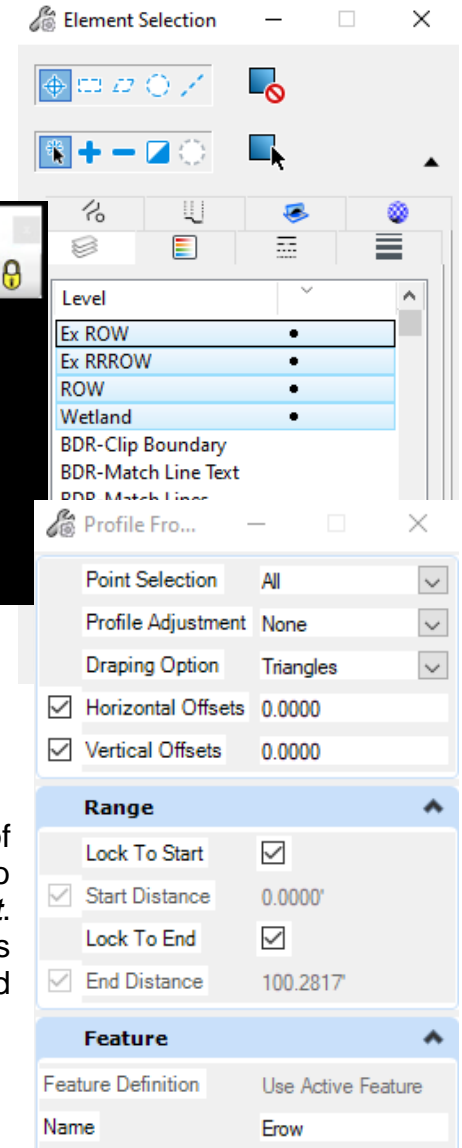 Element Selection
Level
Ex ROW
Ex RRROW
ROW
Wetland
BDR-Clip Boundary
BDR-Match Line Text
BDR-Match Lines
Profile Fro...
Point Selection All
Profile Adjustment None
Draping Option Triangles
Horizontal Offsets 0.0000
Vertical Offsets 0.0000
Range
Lock To Start
Start Distance 0.0000'
Lock To End
End Distance 100.2817'
Feature
Feature Definition Use Active Feature
Name Erow